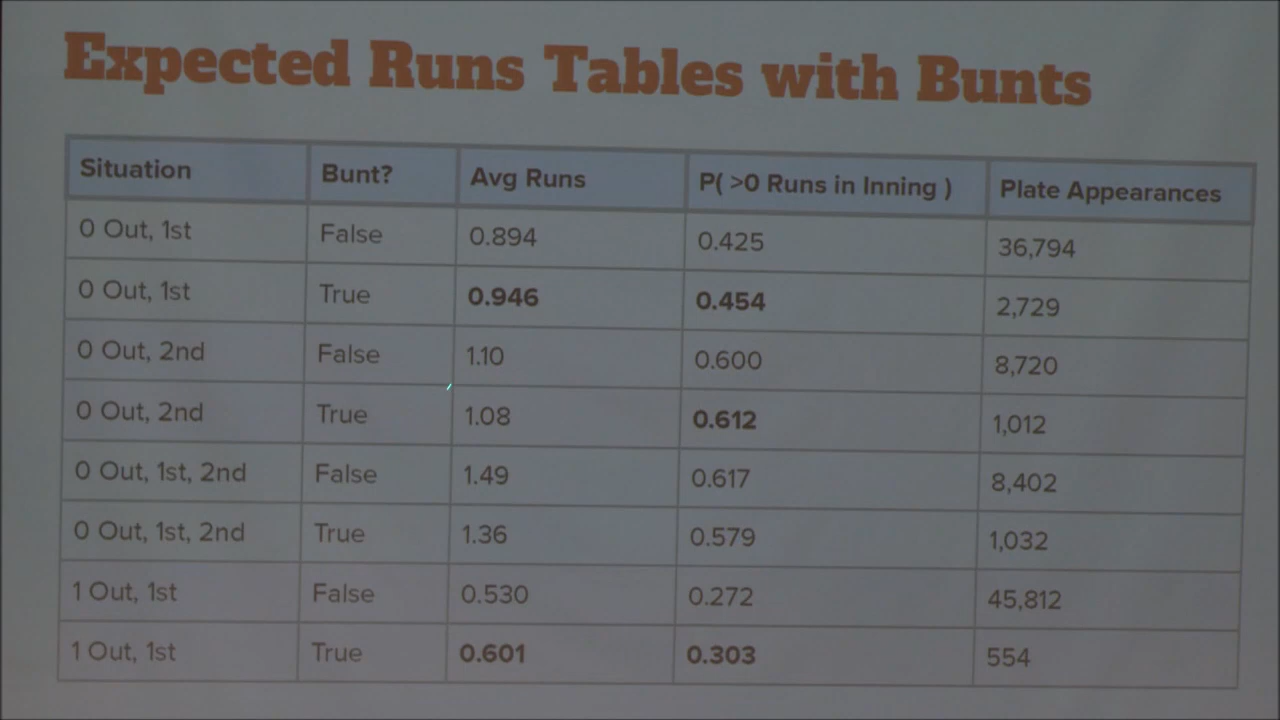 Expected Runs Tables with Bunts
Situation Bunt? Avg Runs P( >0 Runs in Inning ) Plate Appearances
0 Out, 1st False 0.894 0.425 36,794
0 Out, 1st True 0.946 0.454 2,729
0 Out, 2nd False 1.10 0.600 8,720
0 Out, 2nd True 1.08 0.612 1,012
0 Out, 1st, 2nd False 1.49 0.617 8,402
0 Out, 1st, 2nd True 1.36 0.579 1,032
1 Out, 1st False 0.530 0.272 45,812
1 Out, 1st True 0.601 0.303 554